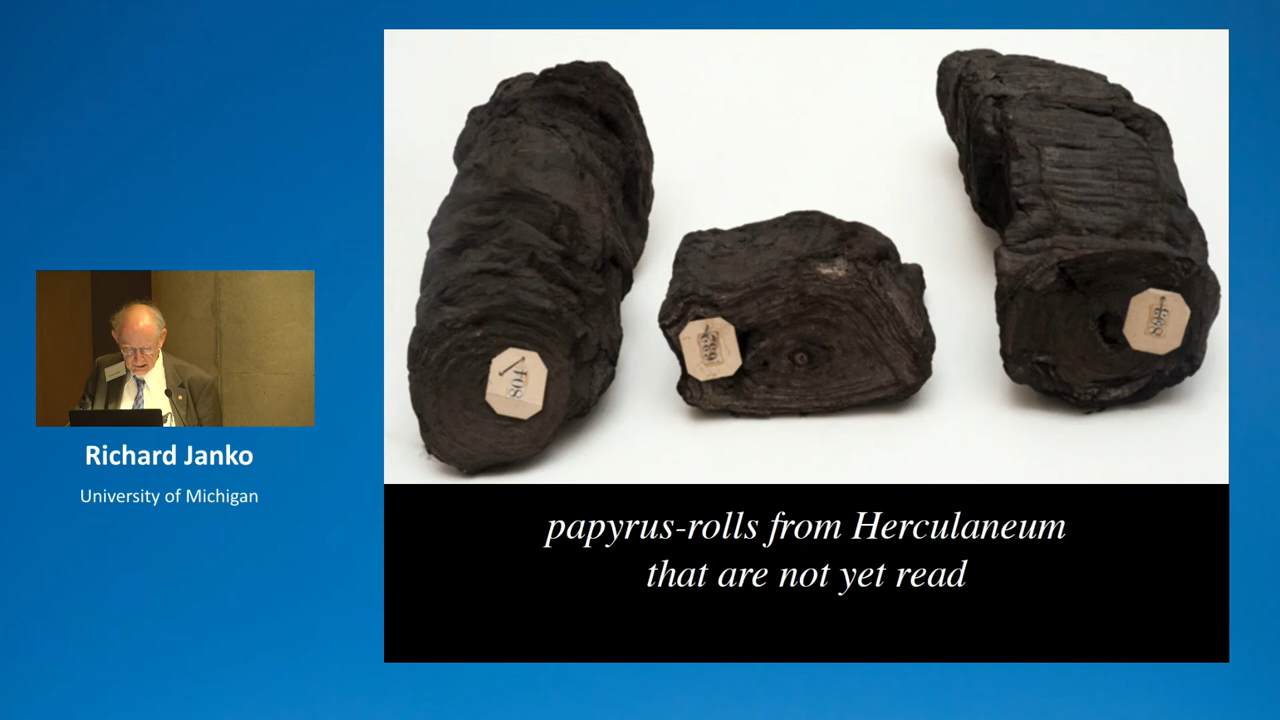 Richard Janko
University of Michigan
papyrus-rolls from Herculaneum
that are not yet read